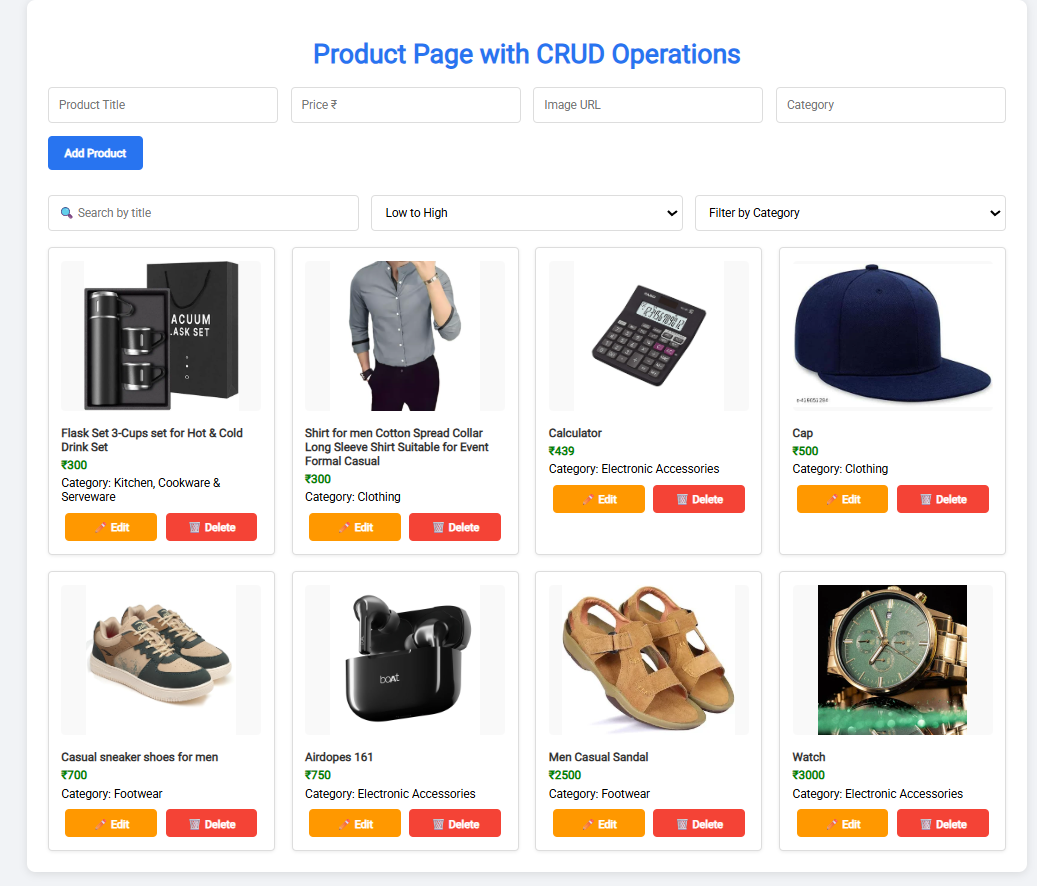 Product Page with CRUD Operations
Product Title
Price ₹
Image URL
Category
Add Product
🔍 Search by title
Low to High
Filter by Category
ACUUM
ASK SET
Flask Set 3-Cups set for Hot & Cold
Drink Set
₹300
Category: Kitchen, Cookware &
Serveware
Edit
Delete
Shirt for men Cotton Spread Collar
Long Sleeve Shirt Suitable for Event
Formal Casual
₹300
Category: Clothing
Edit
Delete
Calculator
₹439
Category: Electronic Accessories
Edit
Delete
Cap
₹500
Category: Clothing
Edit
Delete
Casual sneaker shoes for men
₹700
Category: Footwear
Edit
Delete
boAt
Airdopes 161
₹750
Category: Electronic Accessories
Edit
Delete
Men Casual Sandal
₹2500
Category: Footwear
Edit
Delete
Watch
₹3000
Category: Electronic Accessories
Edit
Delete